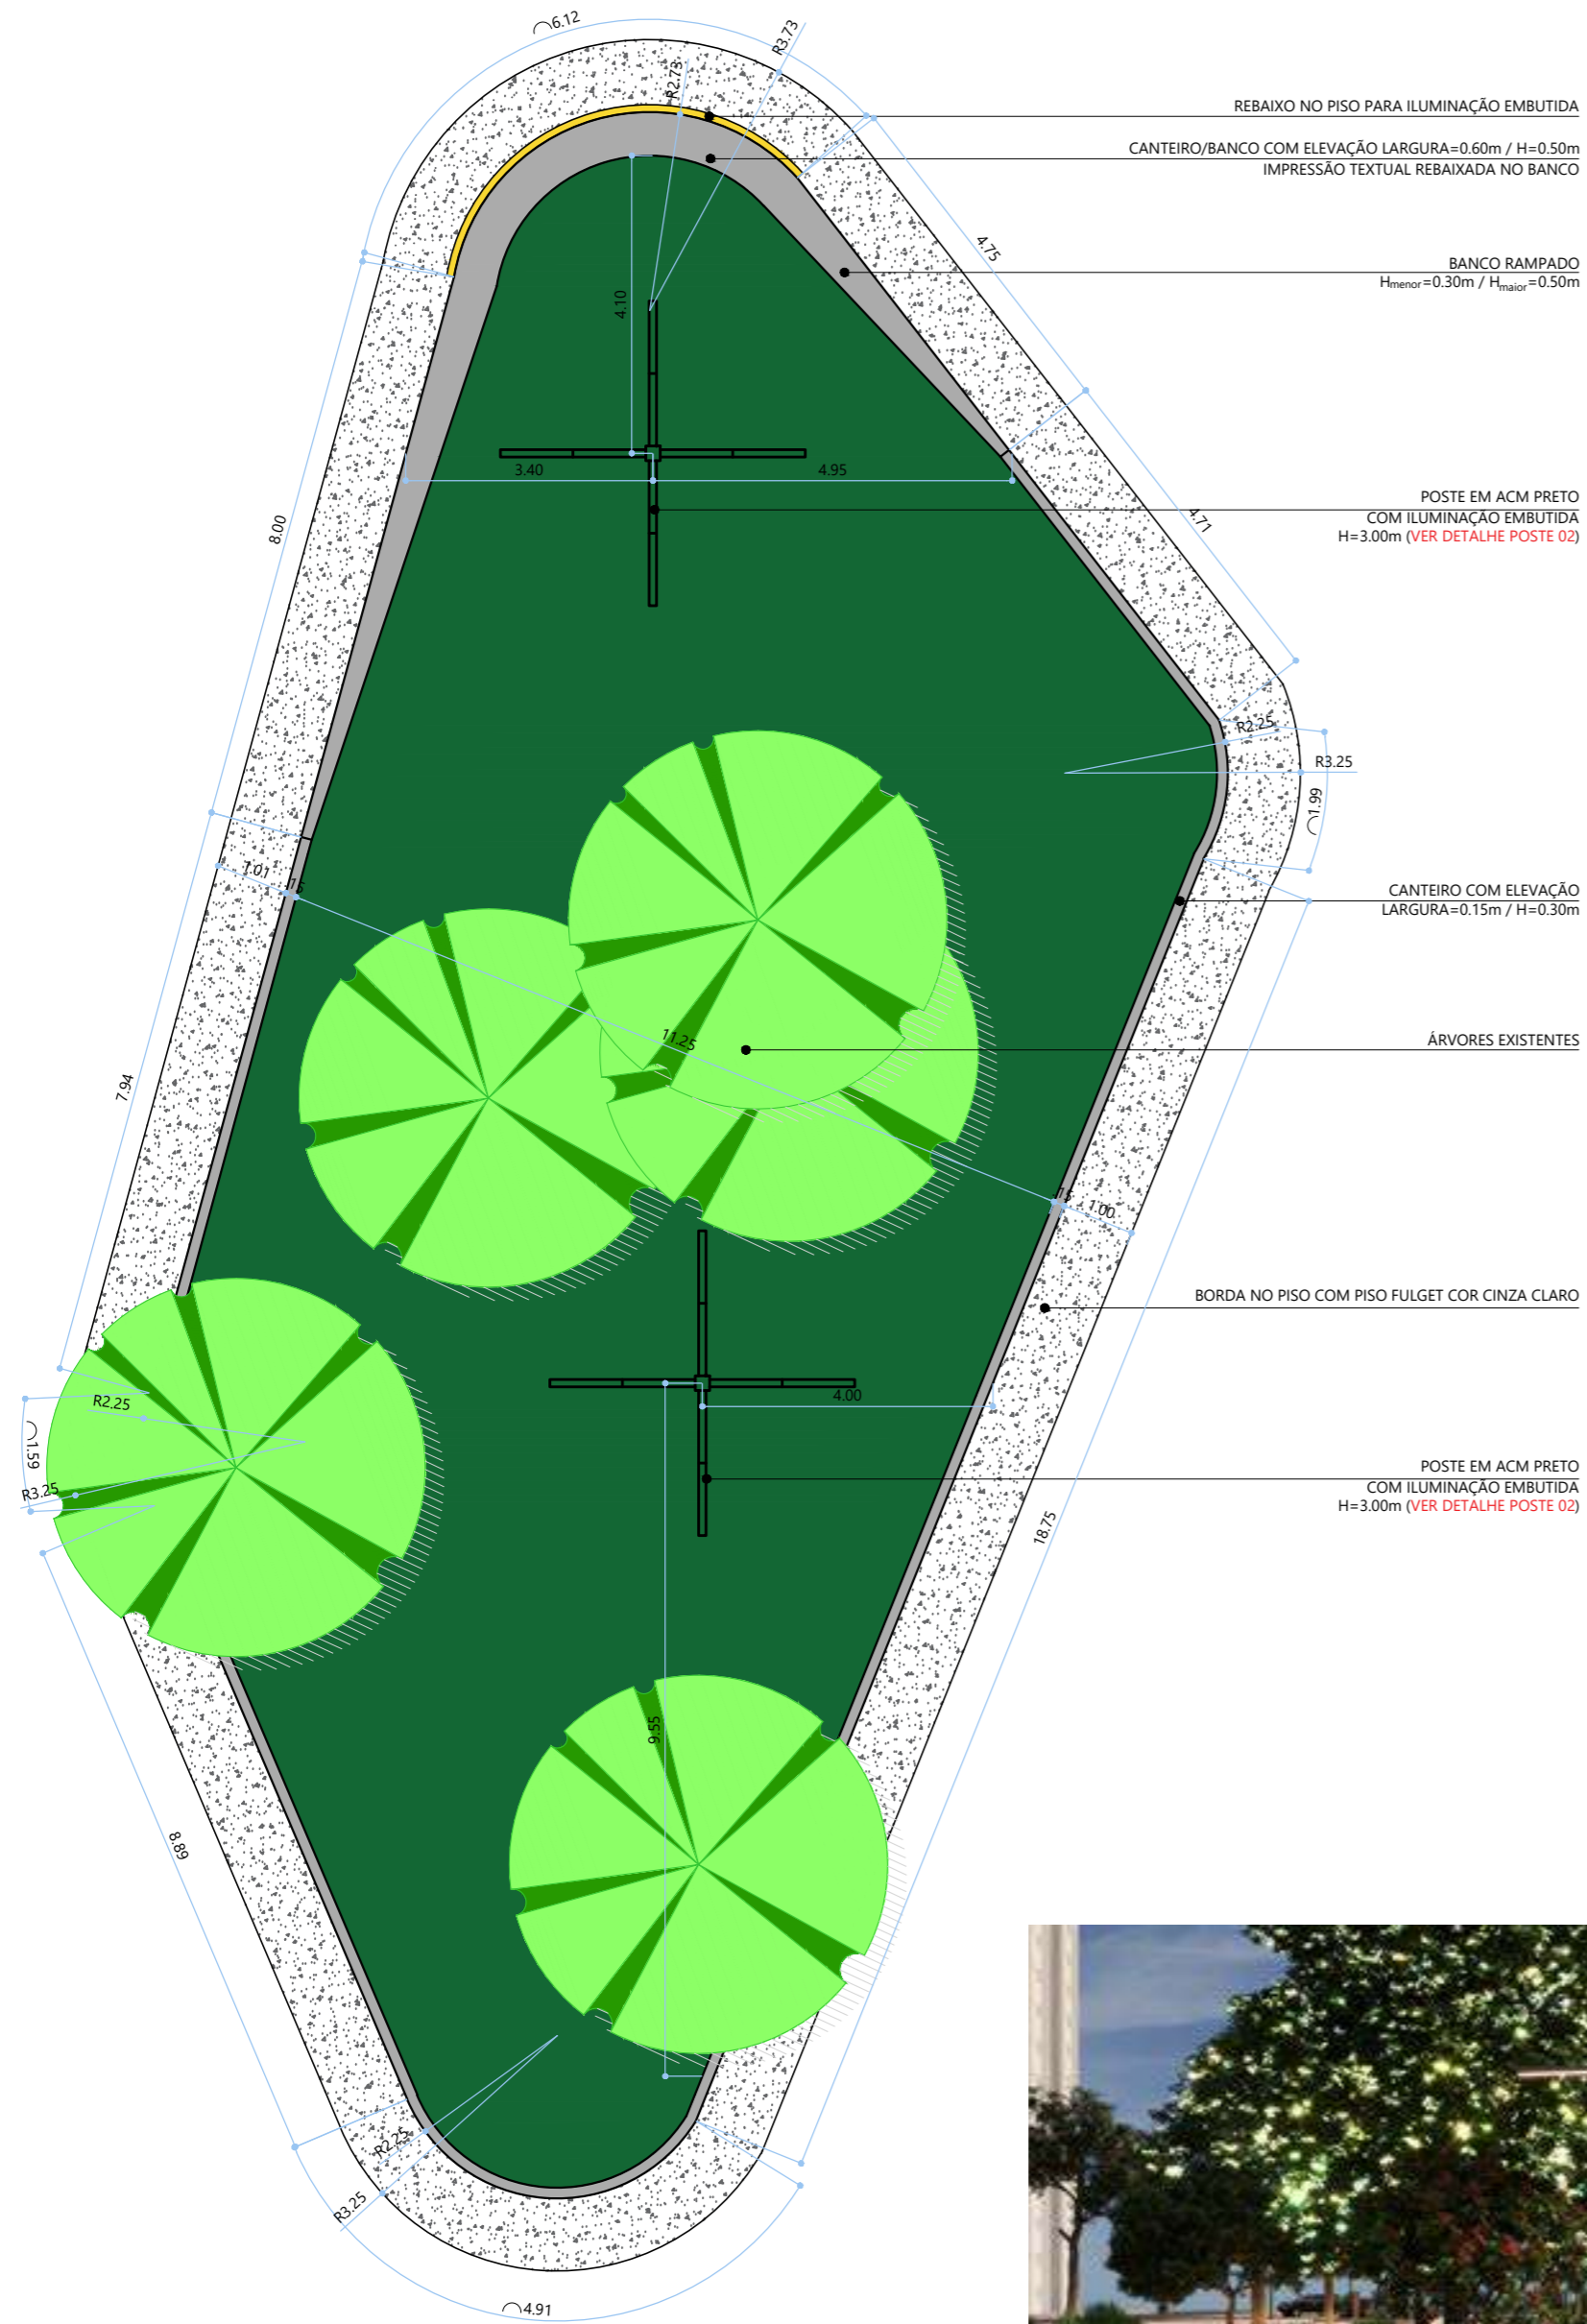 ⌒6.12
R3.73
R2.73
REBAIXO NO PISO PARA ILUMINAÇÃO EMBUTIDA
CANTEIRO/BANCO COM ELEVAÇÃO LARGURA=0.60m / H=0.50m
IMPRESSÃO TEXTUAL REBAIXADA NO BANCO
4.75
BANCO RAMPADO
Hmenor=0.30m / Hmaior=0.50m
4.10
3.40
4.95
POSTE EM ACM PRETO
COM ILUMINAÇÃO EMBUTIDA
H=3.00m (VER DETALHE POSTE 02)
8.00
4.71
R2.25
R3.25
⌒1.99
1.01
.15
CANTEIRO COM ELEVAÇÃO
LARGURA=0.15m / H=0.30m
11.25
ÁRVORES EXISTENTES
7.94
.15
1.00
BORDA NO PISO COM PISO FULGET COR CINZA CLARO
4.00
R2.25
⌒1.59
R3.25
POSTE EM ACM PRETO
COM ILUMINAÇÃO EMBUTIDA
H=3.00m (VER DETALHE POSTE 02)
18.75
9.55
8.89
R2.25
R3.25
⌒4.91